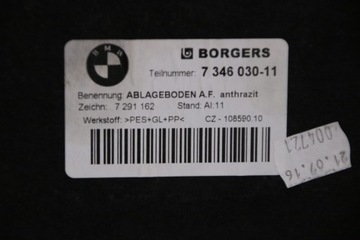 BMW
BORGERS
Teilnummer: 7 346 030-11
Benennung: ABLAGEBODEN A.F. anthrazit
Zeichn: 7 291 162 Stand: AI:11
Werkstoff: >PES+GL+PP< CZ - 108590.10
21.09.16